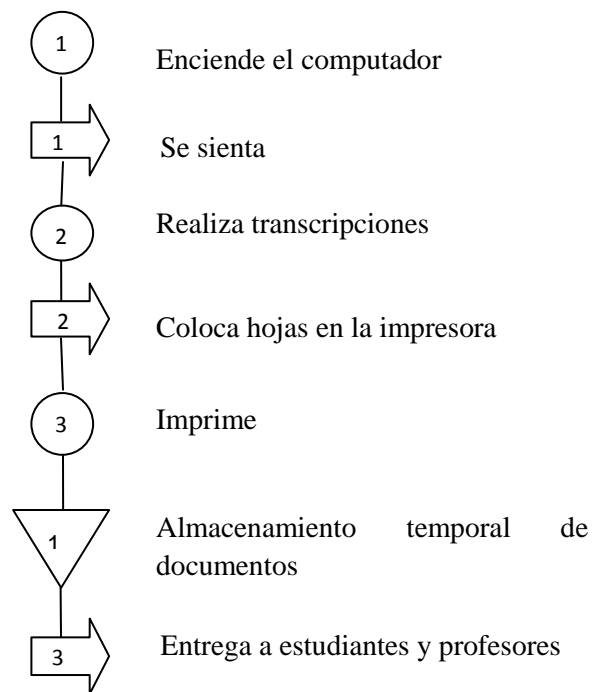 1
Enciende el computador
1
Se sienta
2
Realiza transcripciones
2
Coloca hojas en la impresora
3
Imprime
1
Almacenamiento temporal de
documentos
3
Entrega a estudiantes y profesores